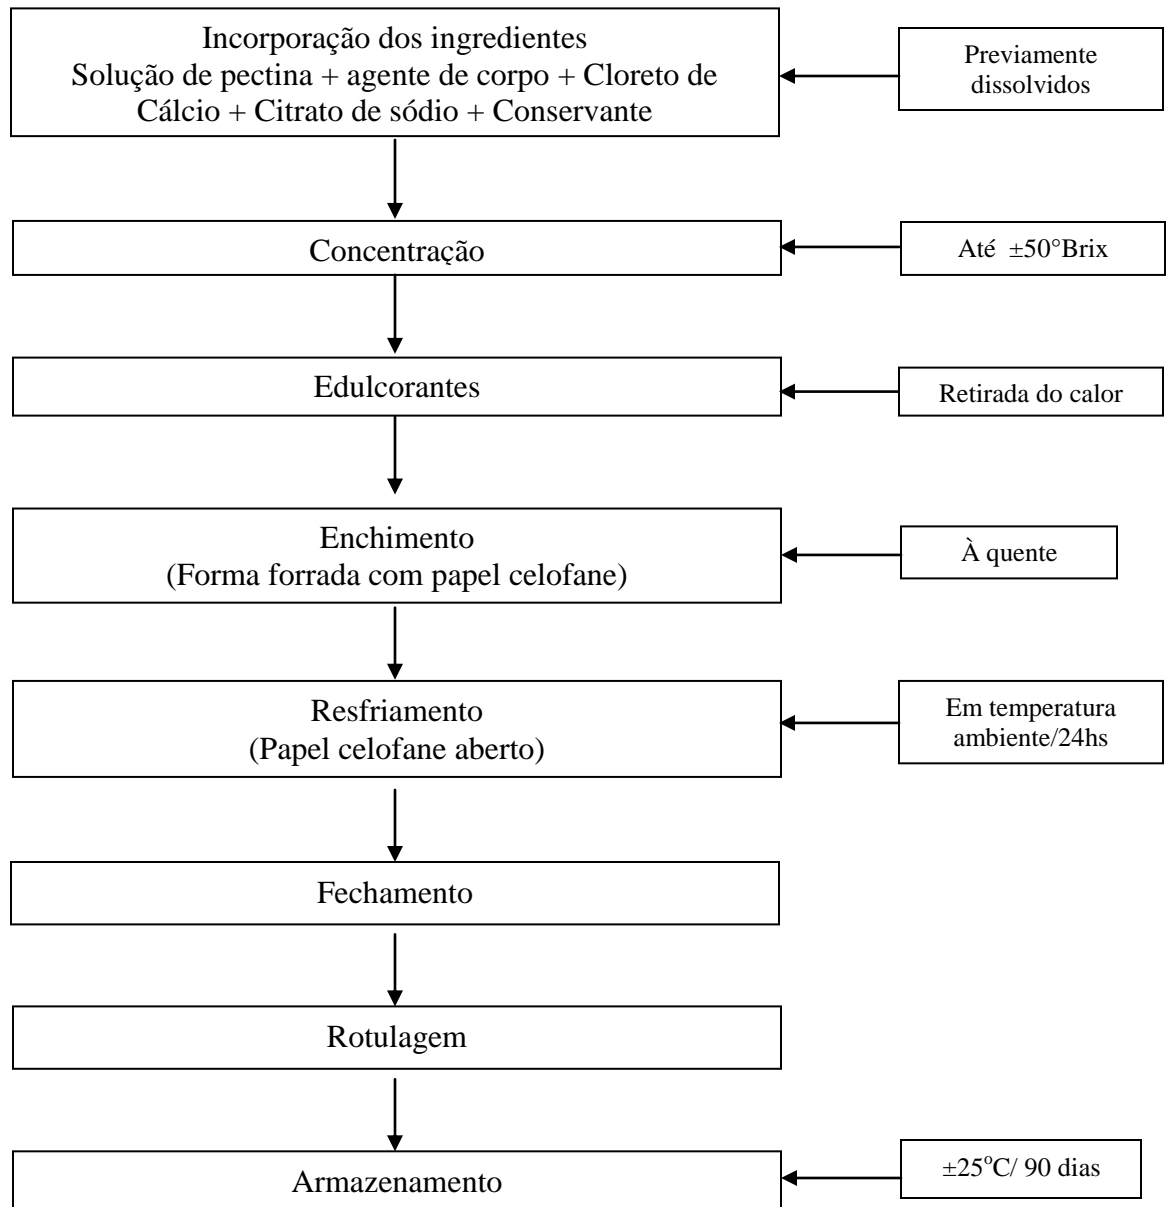 Incorporação dos ingredientes
Solução de pectina + agente de corpo + Cloreto de
Cálcio + Citrato de sódio + Conservante
Previamente
dissolvidos
Concentração
Até ±50°Brix
Edulcorantes
Retirada do calor
Enchimento
(Forma forrada com papel celofane)
À quente
Resfriamento
(Papel celofane aberto)
Em temperatura
ambiente/24hs
Fechamento
Rotulagem
Armazenamento
±25°C/ 90 dias